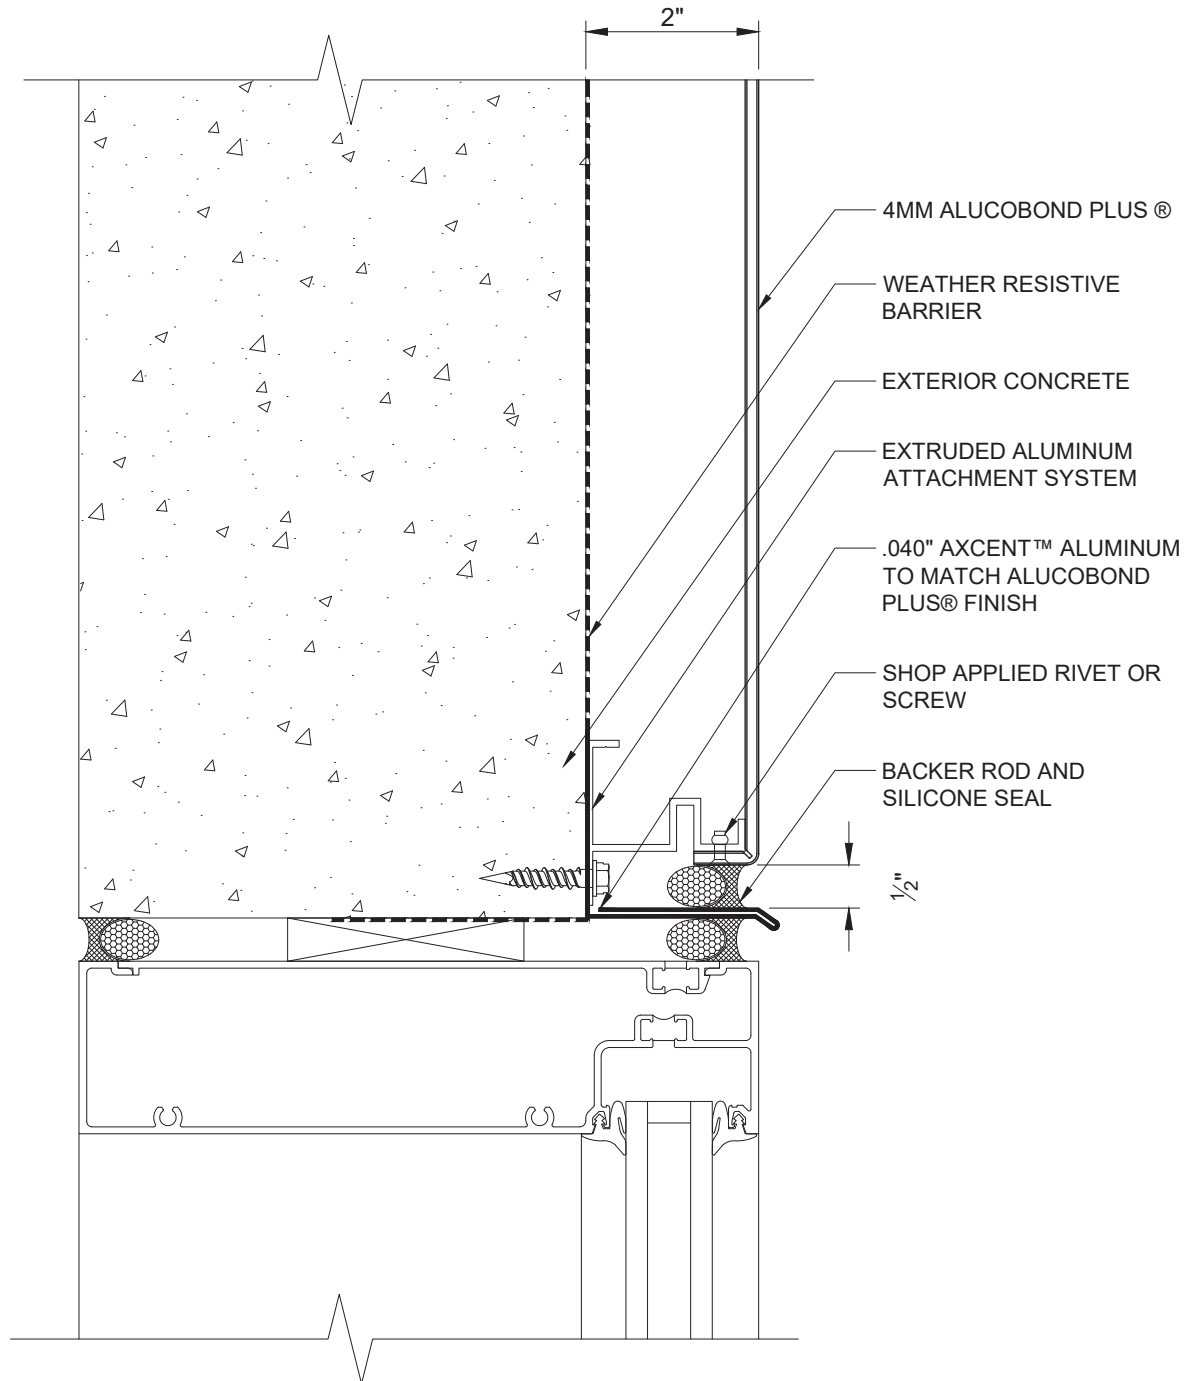 2"
4MM ALUCOBOND PLUS ®
WEATHER RESISTIVE
BARRIER
EXTERIOR CONCRETE
EXTRUDED ALUMINUM
ATTACHMENT SYSTEM
.040" AXCENT™ ALUMINUM
TO MATCH ALUCOBOND
PLUS® FINISH
SHOP APPLIED RIVET OR
SCREW
BACKER ROD AND
SILICONE SEAL
1/2"